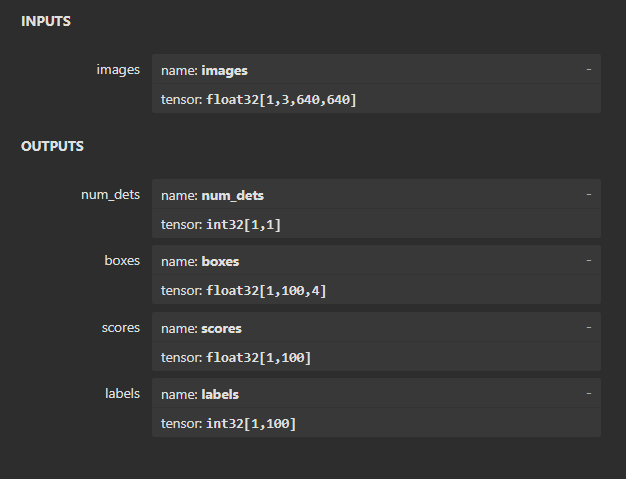 INPUTS
images name: images -
tensor: float32[1,3,640,640]
OUTPUTS
num_dets name: num_dets -
tensor: int32[1,1]
boxes name: boxes -
tensor: float32[1,100,4]
scores name: scores -
tensor: float32[1,100]
labels name: labels -
tensor: int32[1,100]